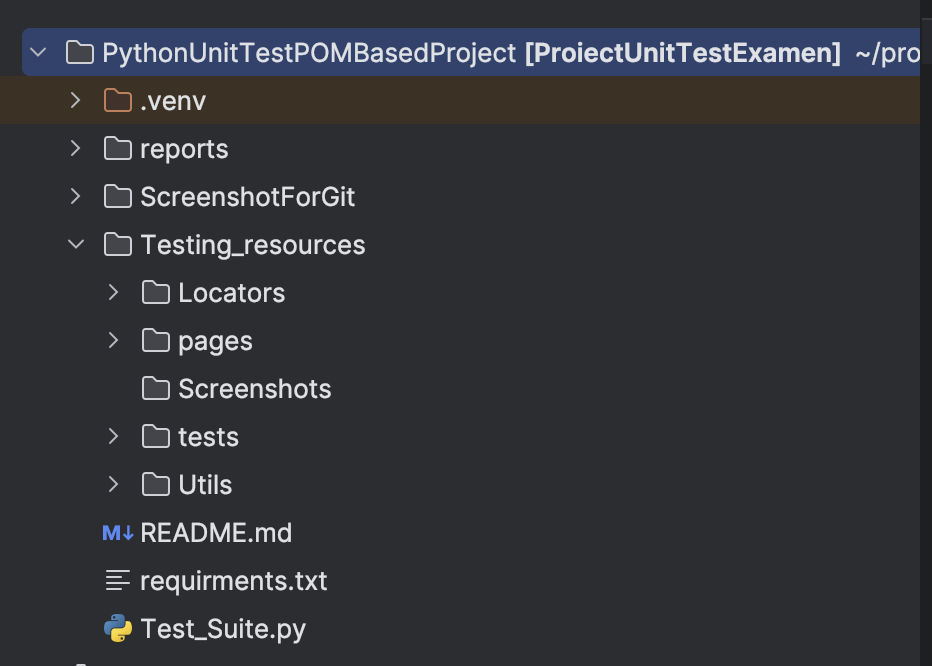 PythonUnitTestPOMBasedProject [ProiectUnitTestExamen] ~/pro
.venv
reports
ScreenshotForGit
Testing_resources
Locators
pages
Screenshots
tests
Utils
M↓ README.md
requirments.txt
Test_Suite.py